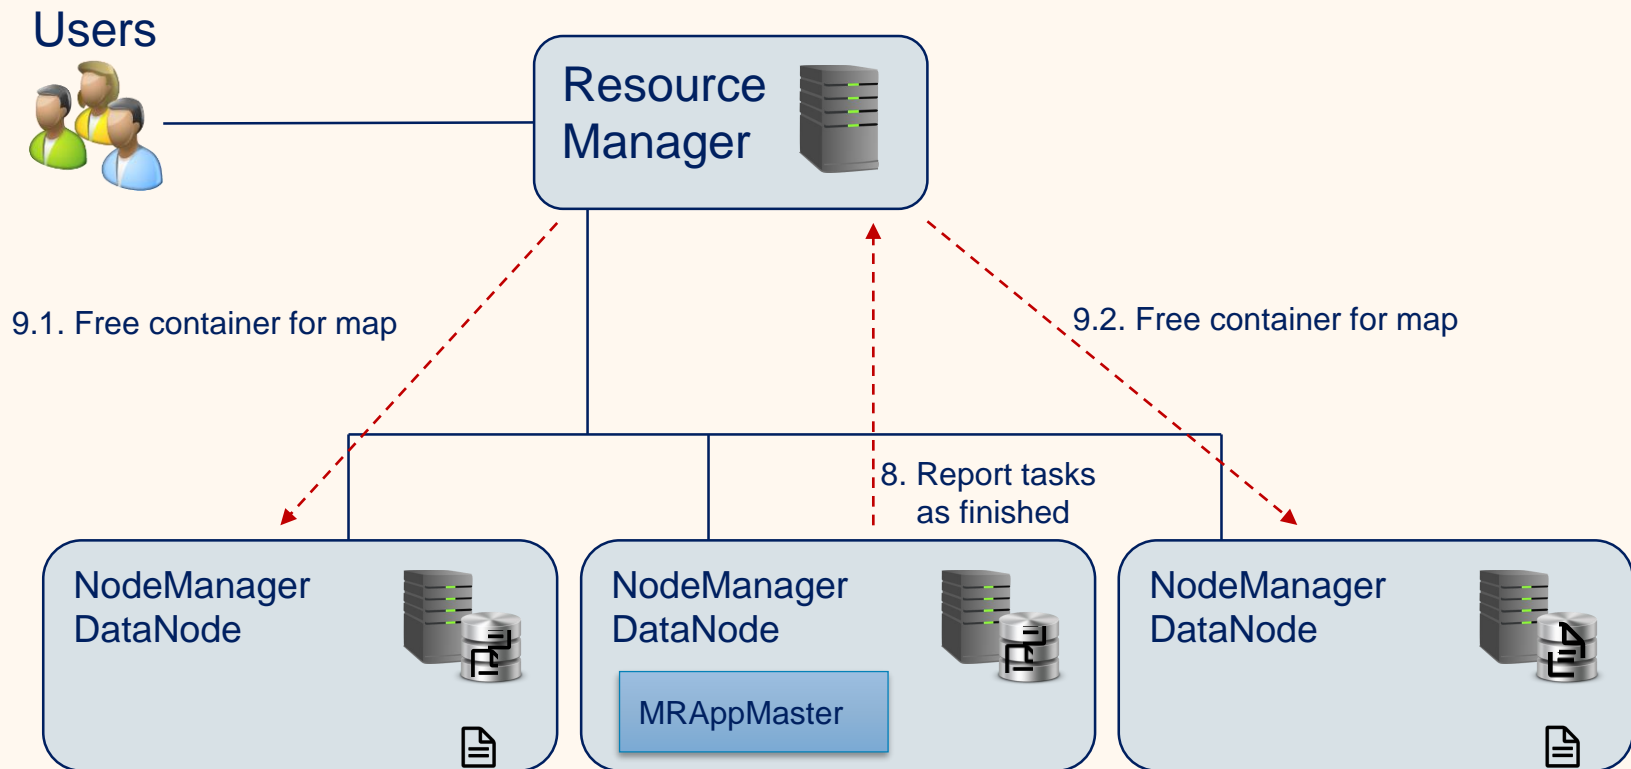 Users
Resource
Manager
9.1. Free container for map
9.2. Free container for map
8. Report tasks
as finished
NodeManager
DataNode
NodeManager
DataNode
NodeManager
DataNode
MRAppMaster